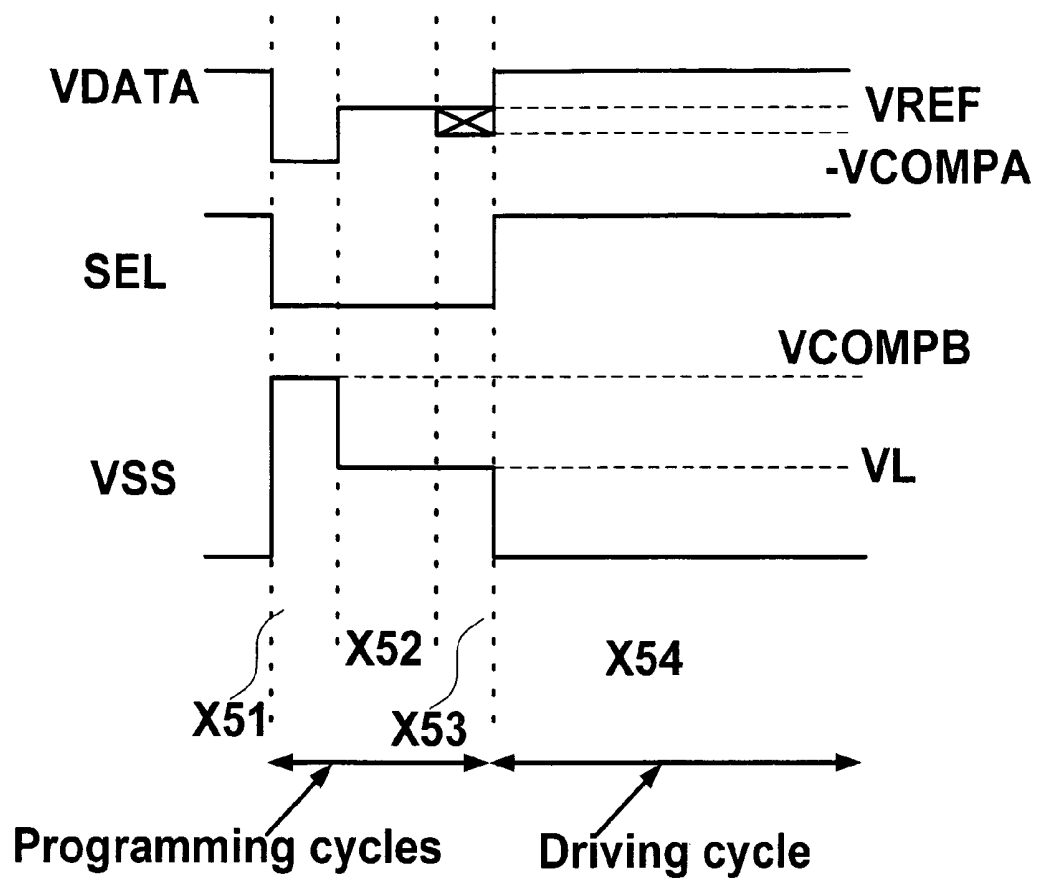 VDATA
VREF
-VCOMPA
SEL
VCOMPB
VSS
VL
X51
X52
X53
X54
Programming cycles
Driving cycle